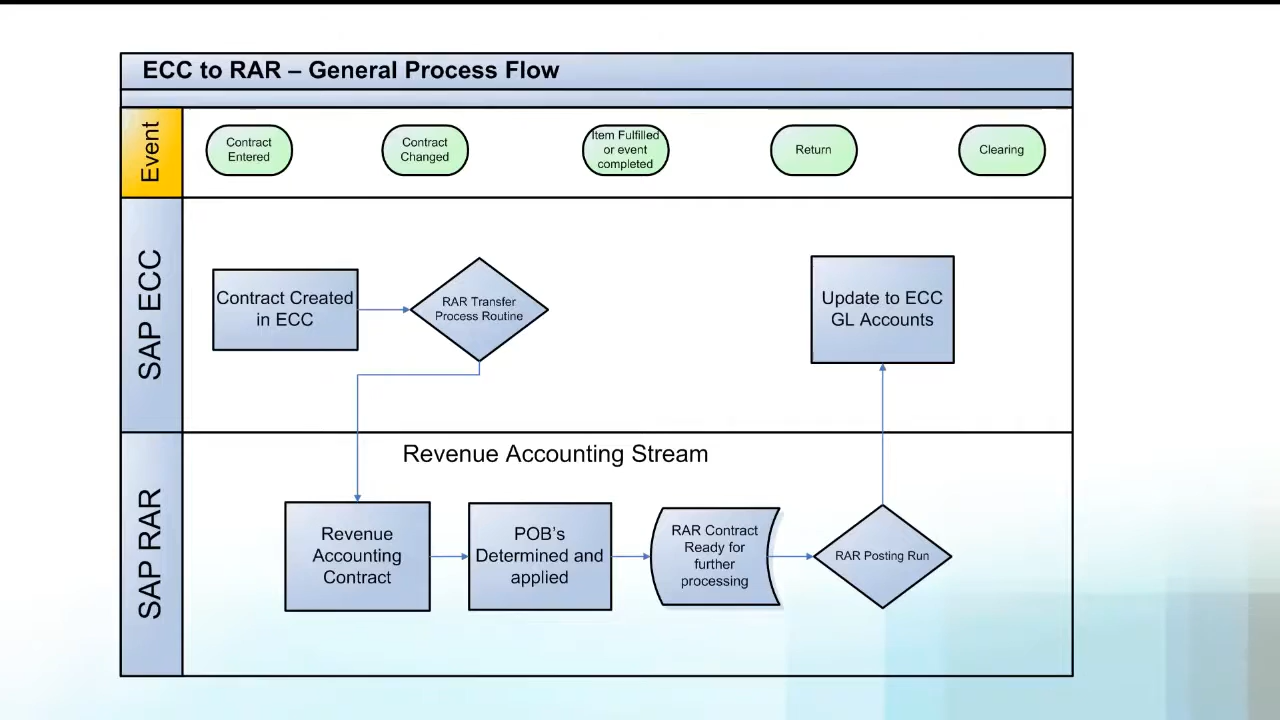 ECC to RAR – General Process Flow
Event
Contract
Entered
Contract
Changed
Item Fulfilled
or event
completed
Return
Clearing
SAP ECC
Contract Created
in ECC
RAR Transfer
Process Routine
Update to ECC
GL Accounts
SAP RAR
Revenue Accounting Stream
Revenue
Accounting
Contract
POB's
Determined and
applied
RAR Contract
Ready for
further
processing
RAR Posting Run